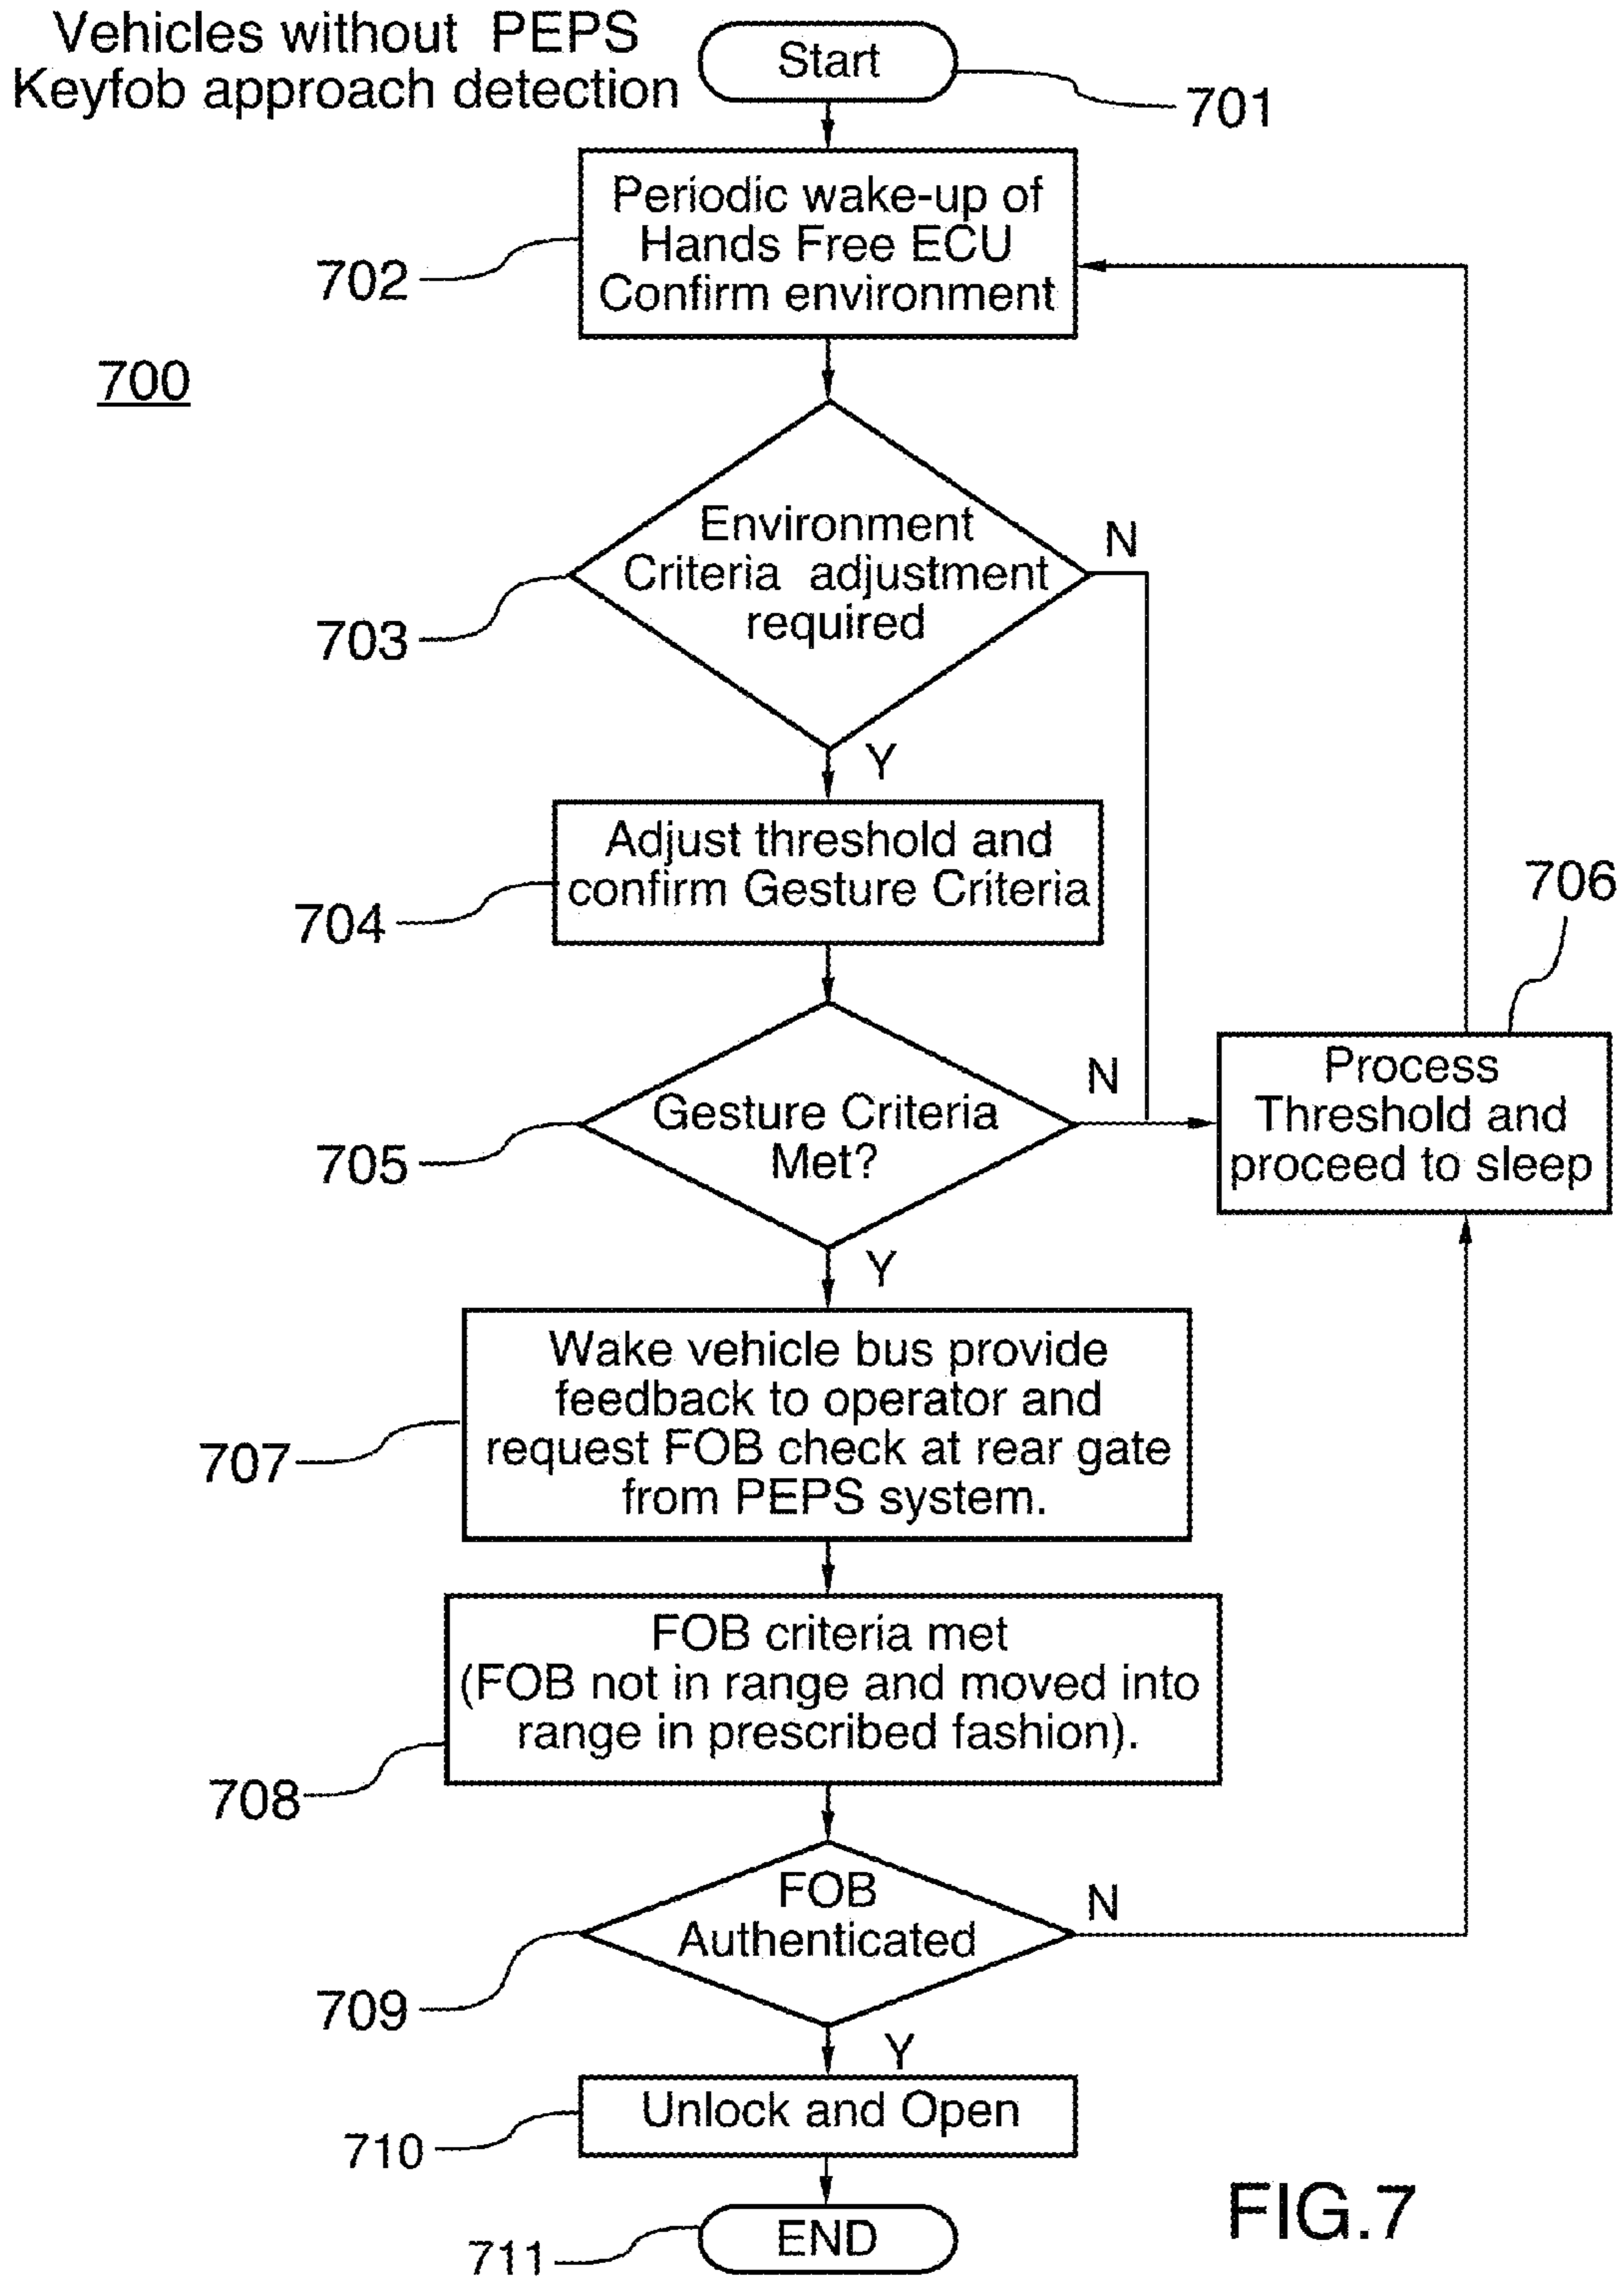 Vehicles without PEPS
Keyfob approach detection
Start
701
Periodic wake-up of
Hands Free ECU
Confirm environment
702
700
Environment
Criteria adjustment
required
N
703
Y
Adjust threshold and
confirm Gesture Criteria
704
706
Gesture Criteria
Met?
N
705
Process
Threshold and
proceed to sleep
Y
Wake vehicle bus provide
feedback to operator and
request FOB check at rear gate
from PEPS system.
707
FOB criteria met
(FOB not in range and moved into
range in prescribed fashion).
708
FOB
Authenticated
N
709
Y
Unlock and Open
710
END
711
FIG.7